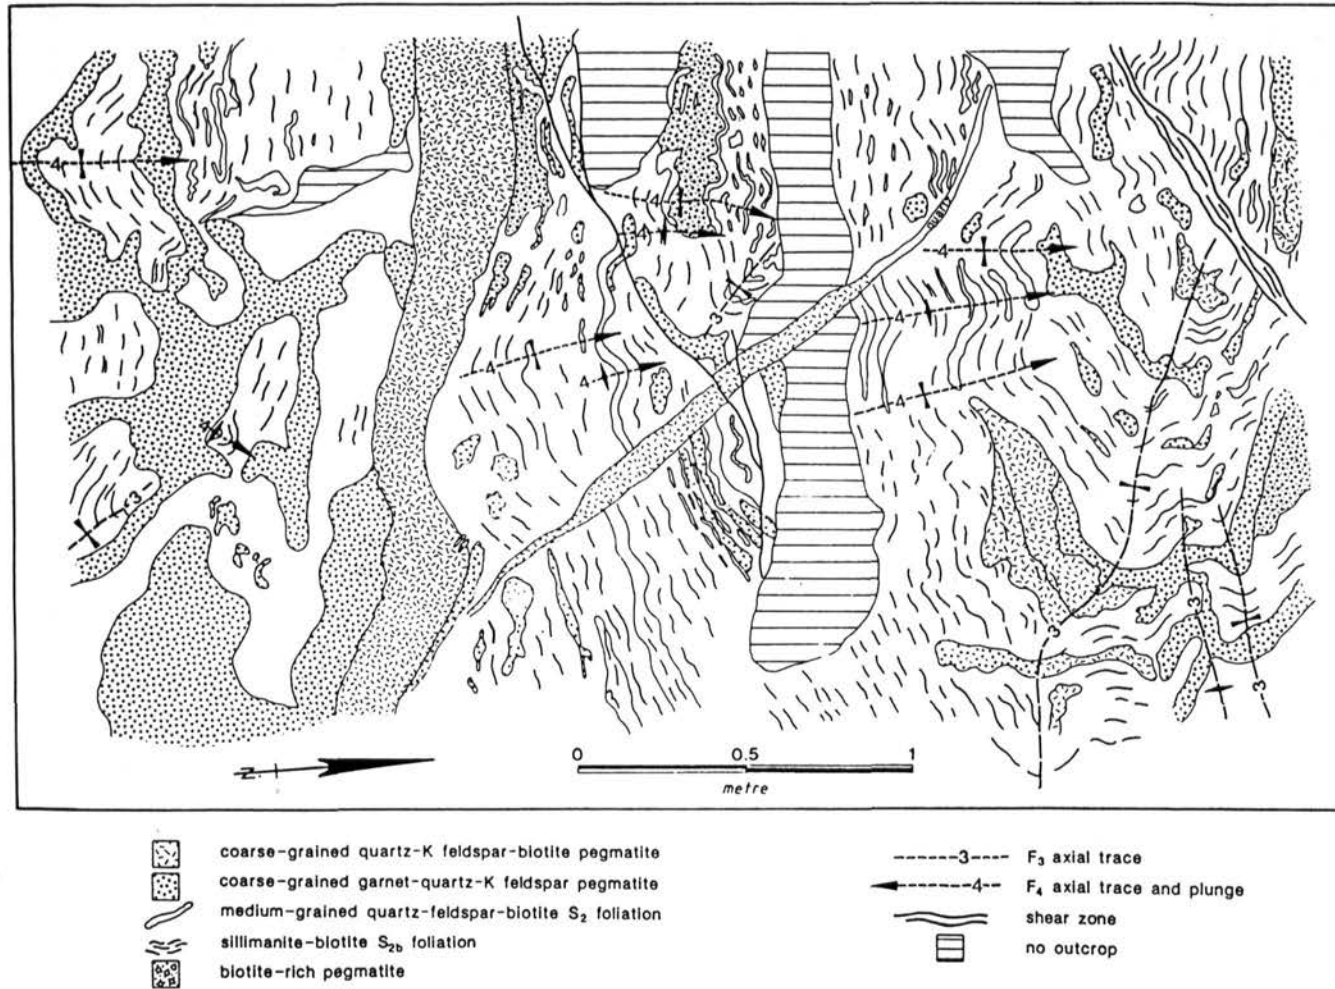 4
4
4
quartz
4
4
3
4
4
4
4
4
3
3
3
3
3
N.
0 0.5 1
metre
coarse-grained quartz-K feldspar-biotite pegmatite
coarse-grained garnet-quartz-K feldspar pegmatite
medium-grained quartz-feldspar-biotite S₂ foliation
sillimanite-biotite S₂b foliation
biotite-rich pegmatite
3 F₃ axial trace
4 F₄ axial trace and plunge
shear zone
no outcrop